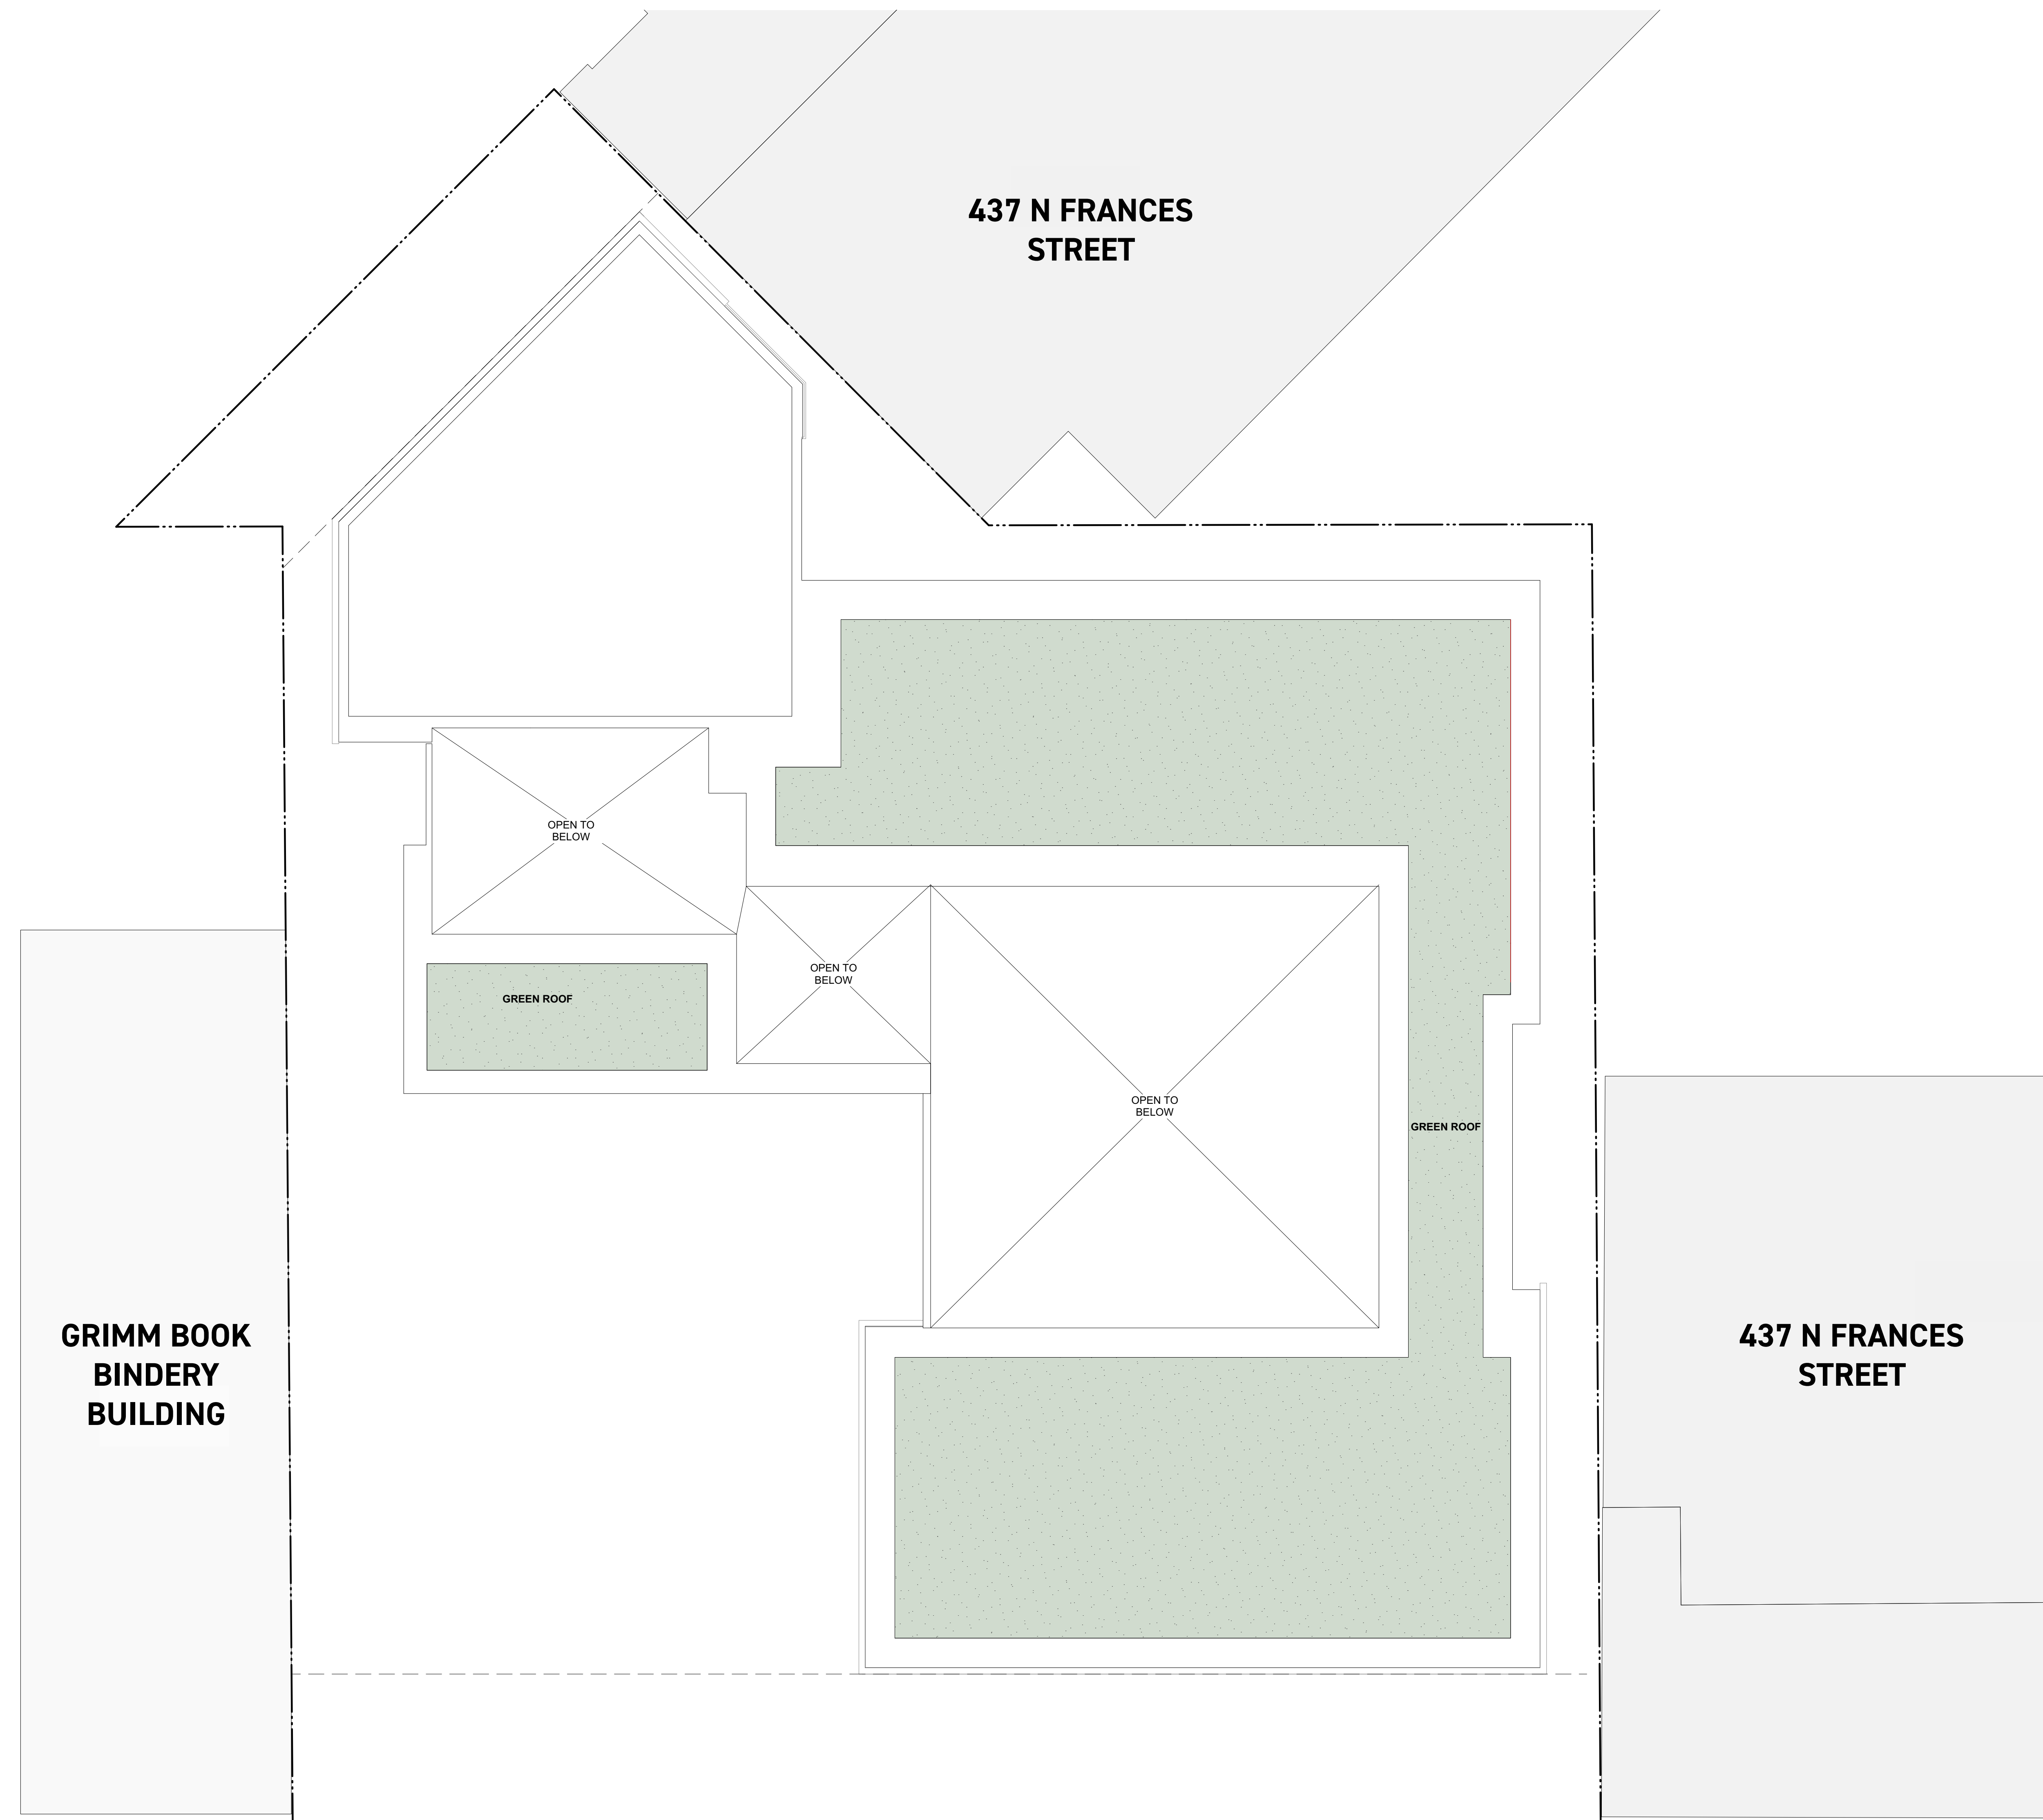 437 N FRANCES
STREET
OPEN TO
BELOW
OPEN TO
BELOW
GREEN ROOF
OPEN TO
BELOW
GREEN ROOF
GRIMM BOOK
BINDERY
BUILDING
437 N FRANCES
STREET